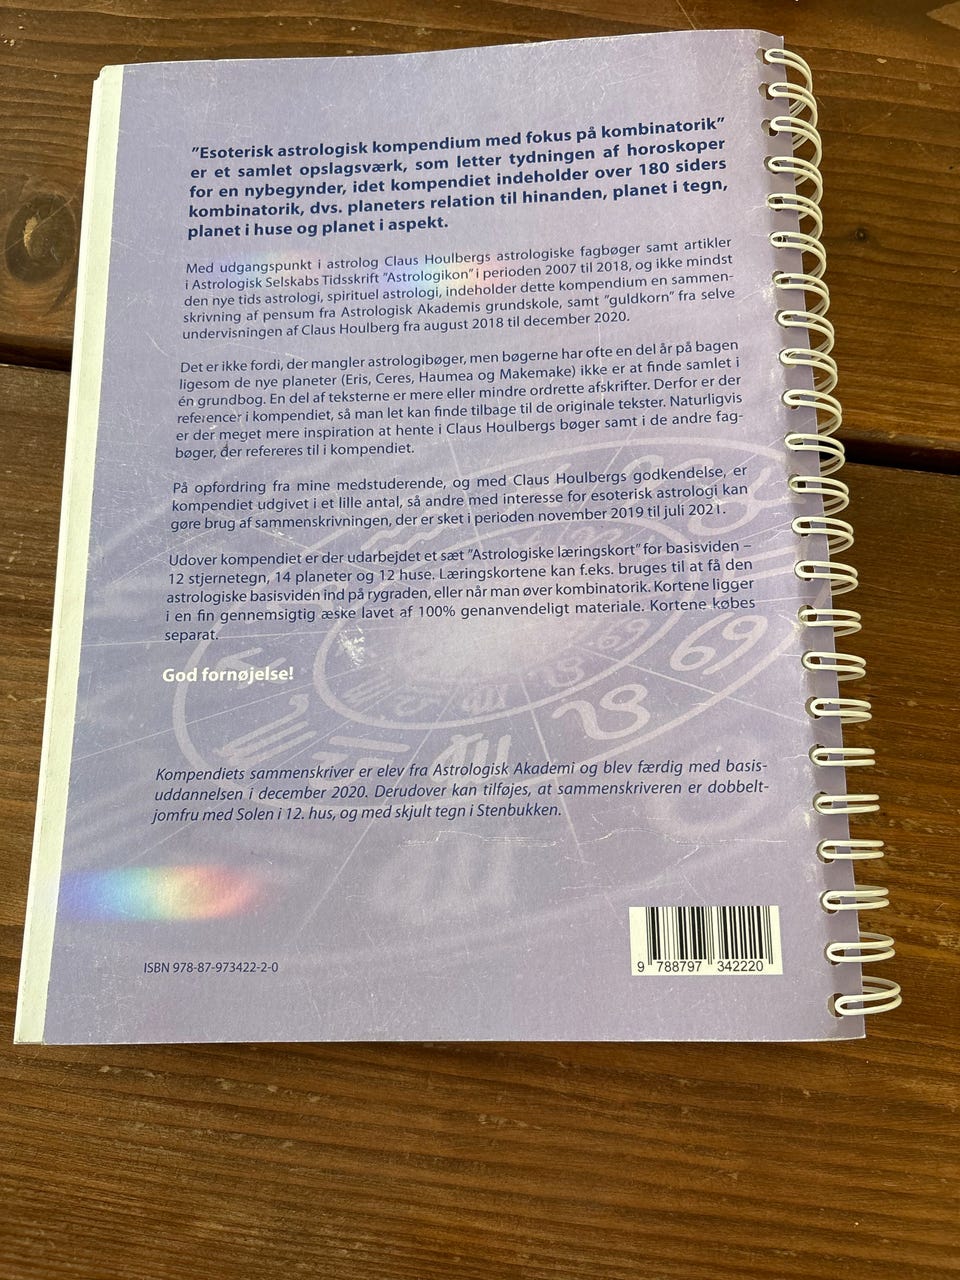 ”Esoterisk astrologisk kompendium med fokus på kombinatorik”
er et samlet opslagsværk, som letter tydningen af horoskoper
for en nybegynder, idet kompendiet indeholder over 180 siders
kombinatorik, dvs. planeters relation til hinanden, planet i tegn,
planet i huse og planet i aspekt.
Med udgangspunkt i astrolog Claus Houlbergs astrologiske fagbøger samt artikler
i Astrologisk Selskabs Tidsskrift ”Astrologikon” i perioden 2007 til 2018, og ikke mindst
den nye tids astrologi, spirituel astrologi, indeholder dette kompendium en sammen-
skrivning af pensum fra Astrologisk Akademis grundskole, samt ”guldkorn” fra selve
undervisningen af Claus Houlberg fra august 2018 til december 2020.
Det er ikke fordi, der mangler astrologibøger, men bøgerne har ofte en del år på bagen
ligesom de nye planeter (Eris, Ceres, Haumea og Makemake) ikke er at finde samlet i
én grundbog. En del af teksterne er mere eller mindre ordrette afskrifter. Derfor er der
referencer i kompendiet, så man let kan finde tilbage til de originale tekster. Naturligvis
er der meget mere inspiration at hente i Claus Houlbergs bøger samt i de andre fag-
bøger, der refereres til i kompendiet.
På opfordring fra mine medstuderende, og med Claus Houlbergs godkendelse, er
kompendiet udgivet i et lille antal, så andre med interesse for esoterisk astrologi kan
gøre brug af sammenskrivningen, der er sket i perioden november 2019 til juli 2021.
Udover kompendiet er der udarbejdet et sæt ”Astrologiske læringskort” for basisviden –
12 stjernetegn, 14 planeter og 12 huse. Læringskortene kan f.eks. bruges til at få den
astrologiske basisviden ind på rygraden, eller når man øver kombinatorik. Kortene ligger
i en fin gennemsigtig æske lavet af 100% genanvendeligt materiale. Kortene købes
separat.
God fornøjelse!
Kompendiets sammenskriver er elev fra Astrologisk Akademi og blev færdig med basis-
uddannelsen i december 2020. Derudover kan tilføjes, at sammenskriveren er dobbelt-
jomfru med Solen i 12. hus, og med skjult tegn i Stenbukken.
ISBN 978-87-973422-2-0
9 788797 342220